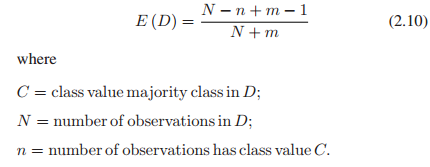 E (D) = \frac{N − n + m − 1}{N + m} (2.10)
where
C = class value majority class in D;
N = number of observations in D;
n = number of observations has class value C.